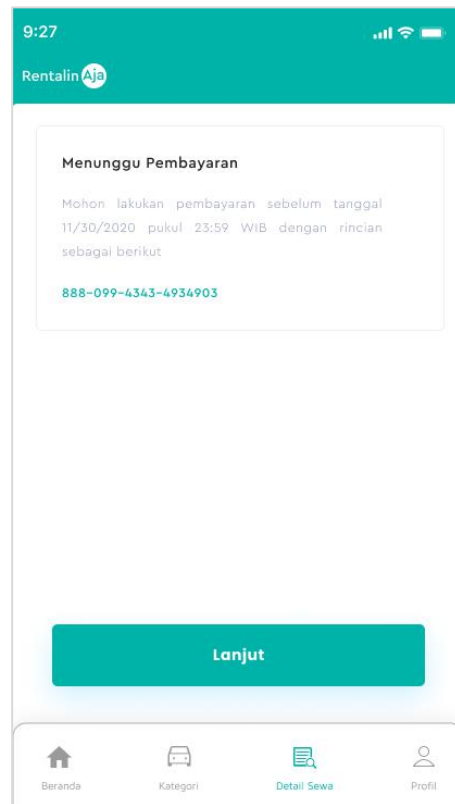 9:27
Rentalin Aja
Menunggu Pembayaran
Mohon lakukan pembayaran sebelum tanggal
11/30/2020 pukul 23:59 WIB dengan rincian
sebagai berikut
888-099-4343-4934903
Lanjut
Beranda Kategori Detail Sewa Profil